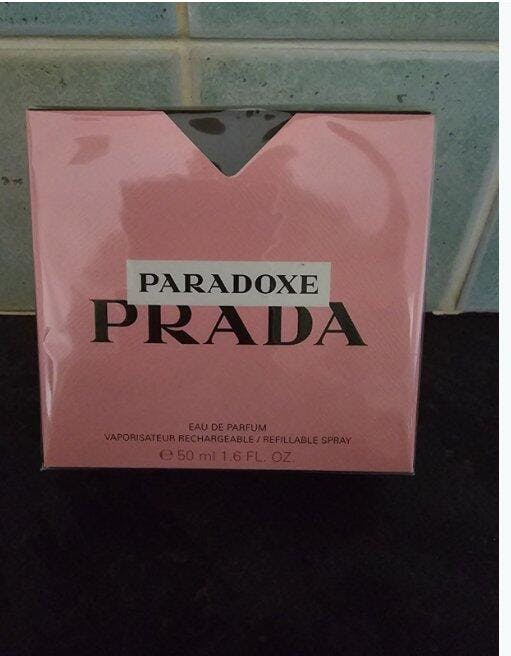 PARADOXE
PRADA
EAU DE PARFUM
VAPORISATEUR RECHARGEABLE / REFILLABLE SPRAY
℮ 50 ml 1.6 FL. OZ.